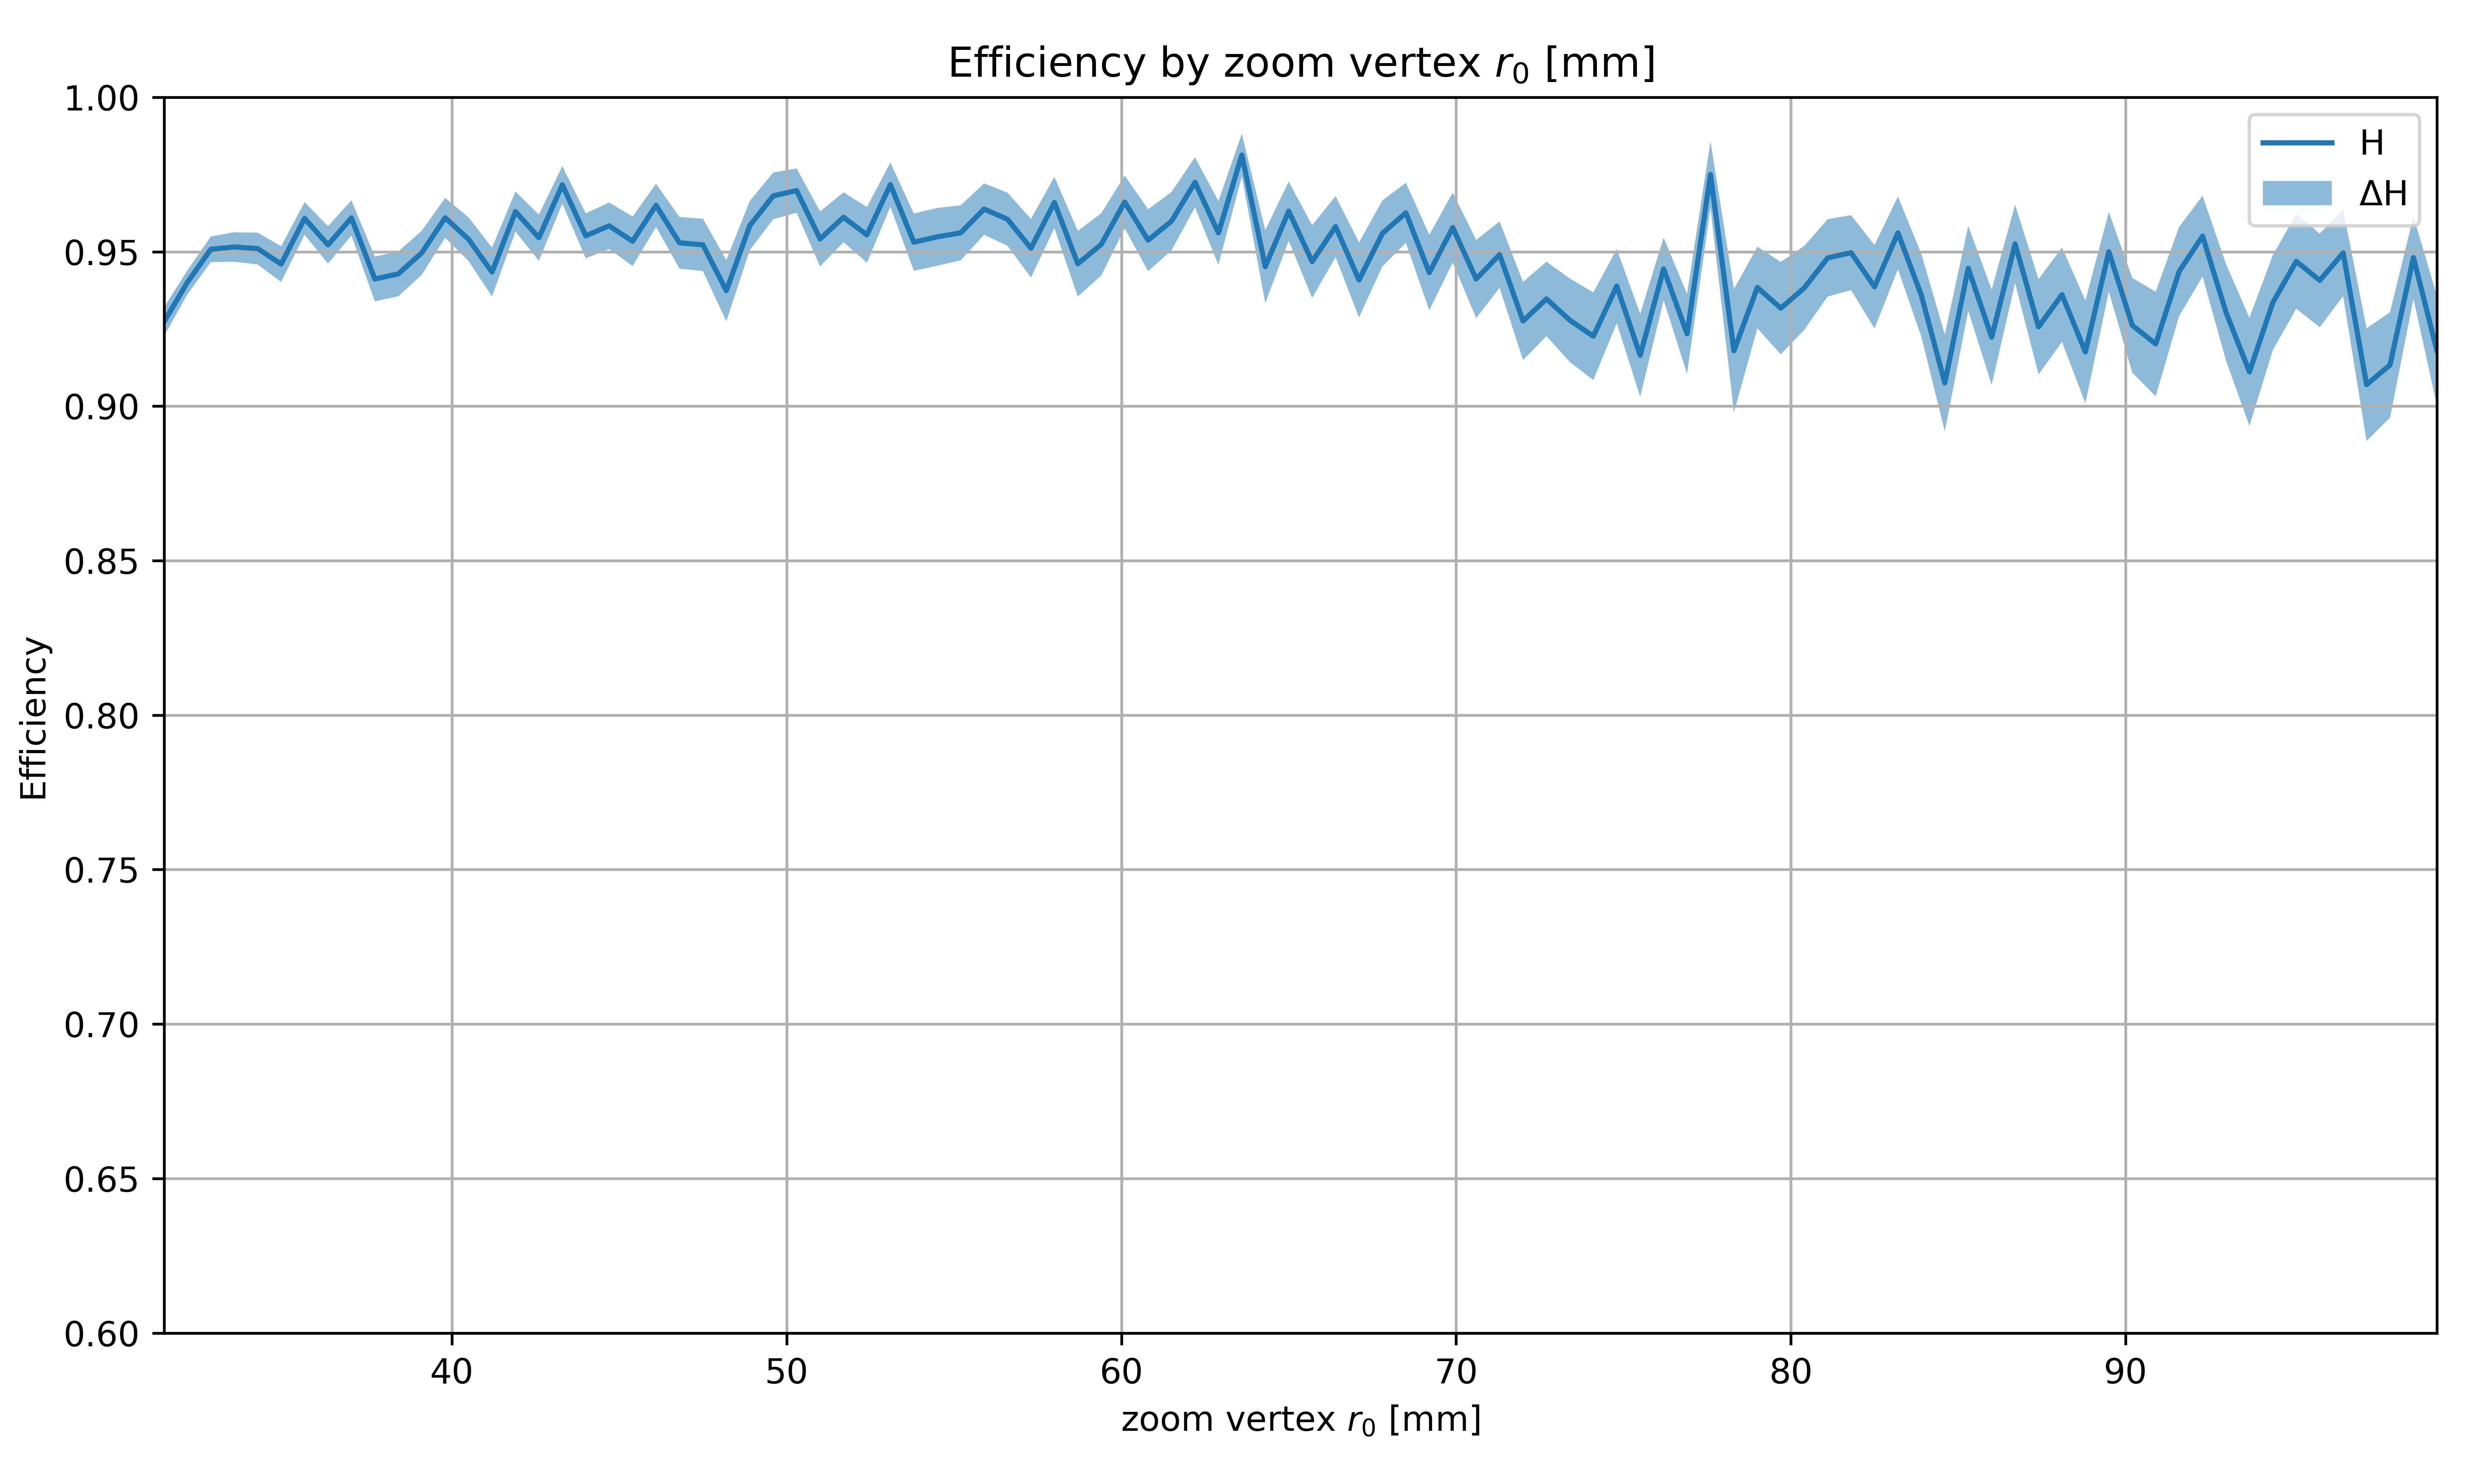 Efficiency by zoom vertex r₀ [mm]
1.00
0.95
0.90
0.85
0.80
0.75
0.70
0.65
0.60
Efficiency
H
ΔH
40 50 60 70 80 90
zoom vertex r₀ [mm]